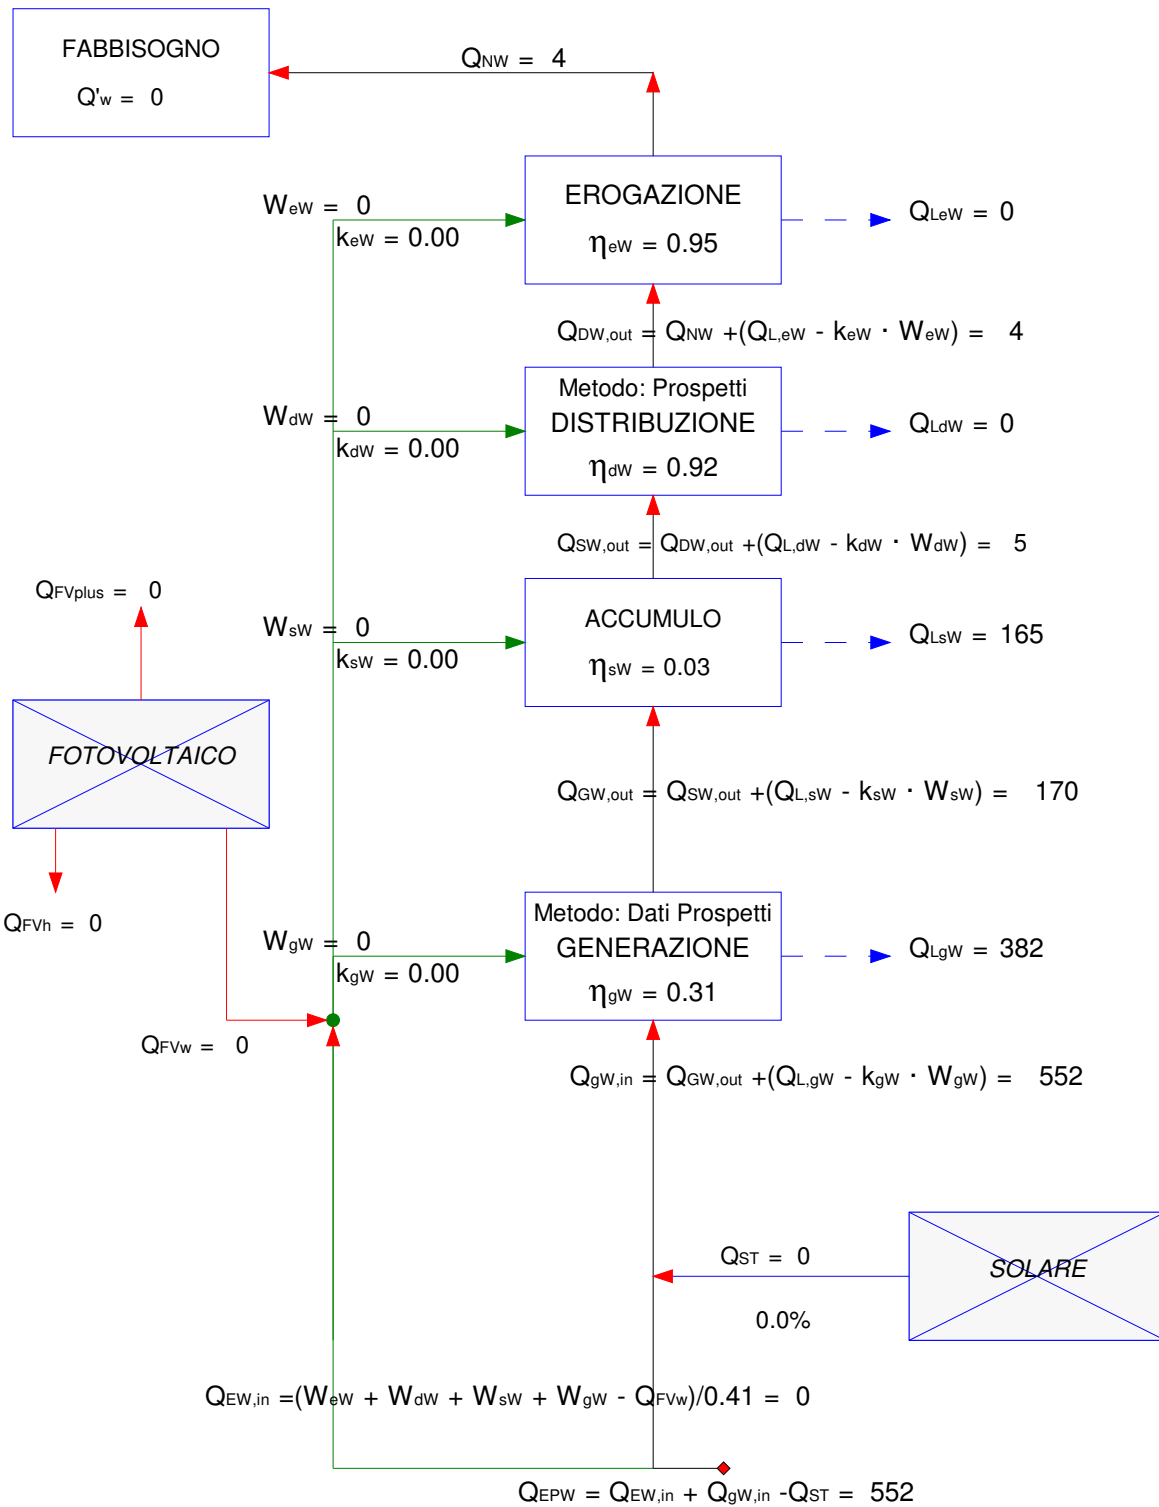 FABBISOGNO
Q'w = 0
QNW = 4
EROGAZIONE
ηeW = 0.95
WeW = 0
keW = 0.00
QLeW = 0
QDW,out = QNW +(QL,eW - keW · WeW) = 4
Metodo: Prospetti
DISTRIBUZIONE
ηdW = 0.92
WdW = 0
kdW = 0.00
QLdW = 0
QSW,out = QDW,out +(QL,dW - kdW · WdW) = 5
QFVplus = 0
ACCUMULO
ηsW = 0.03
WsW = 0
ksW = 0.00
QLsW = 165
FOTOVOLTAICO
QGW,out = QSW,out +(QL,sW - ksW · WsW) = 170
QFVh = 0
Metodo: Dati Prospetti
GENERAZIONE
ηgW = 0.31
WgW = 0
kgW = 0.00
QLgW = 382
QFVw = 0
QgW,in = QGW,out +(QL,gW - kgW · WgW) = 552
QST = 0
SOLARE
0.0%
QEW,in =(WeW + WdW + WsW + WgW - QFVw)/0.41 = 0
QEPW = QEW,in + QgW,in -QST = 552